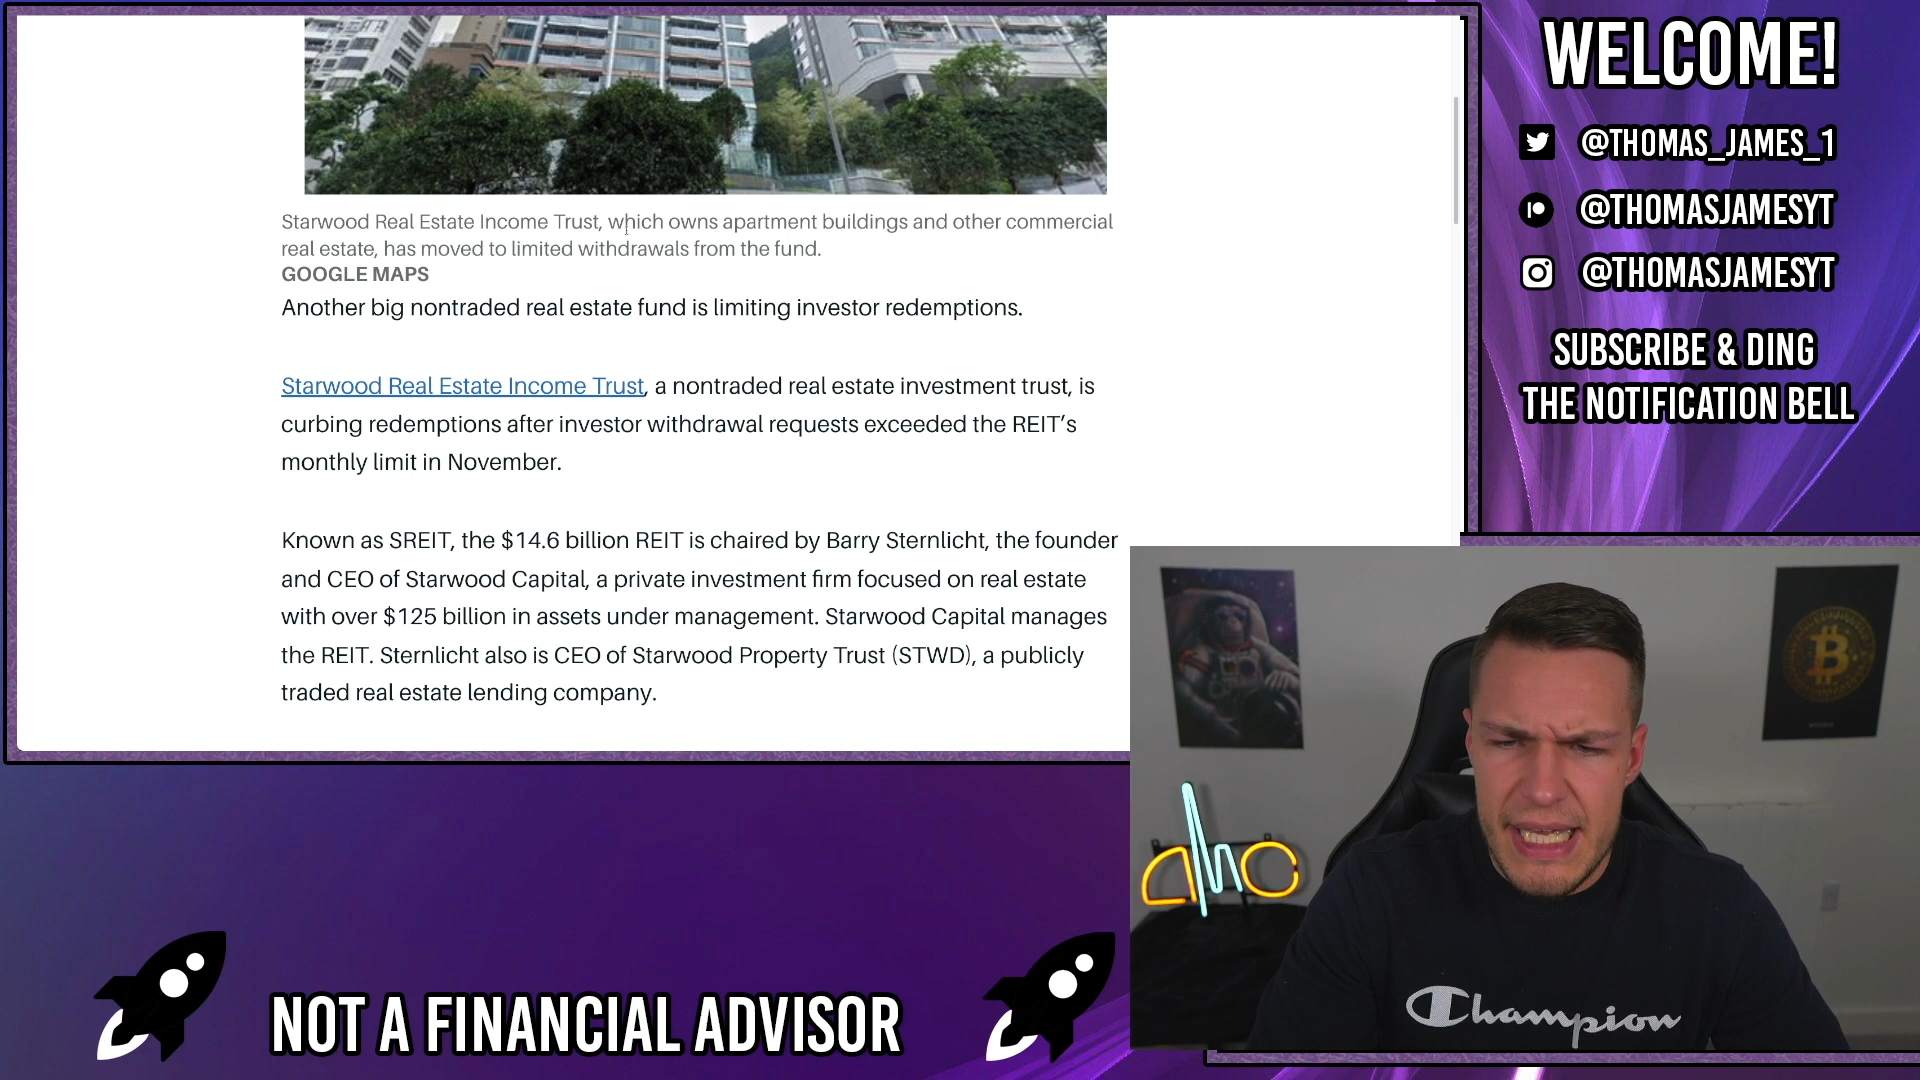 Starwood Real Estate Income Trust, which owns apartment buildings and other commercial
real estate, has moved to limited withdrawals from the fund.
GOOGLE MAPS
Another big nontraded real estate fund is limiting investor redemptions.
Starwood Real Estate Income Trust, a nontraded real estate investment trust, is
curbing redemptions after investor withdrawal requests exceeded the REIT’s
monthly limit in November.
Known as SREIT, the $14.6 billion REIT is chaired by Barry Sternlicht, the founder
and CEO of Starwood Capital, a private investment firm focused on real estate
with over $125 billion in assets under management. Starwood Capital manages
the REIT. Sternlicht also is CEO of Starwood Property Trust (STWD), a publicly
traded real estate lending company.
WELCOME!
@THOMAS_JAMES_1
@THOMASJAMESYT
@THOMASJAMESYT
SUBSCRIBE & DING
THE NOTIFICATION BELL
Champion
NOT A FINANCIAL ADVISOR